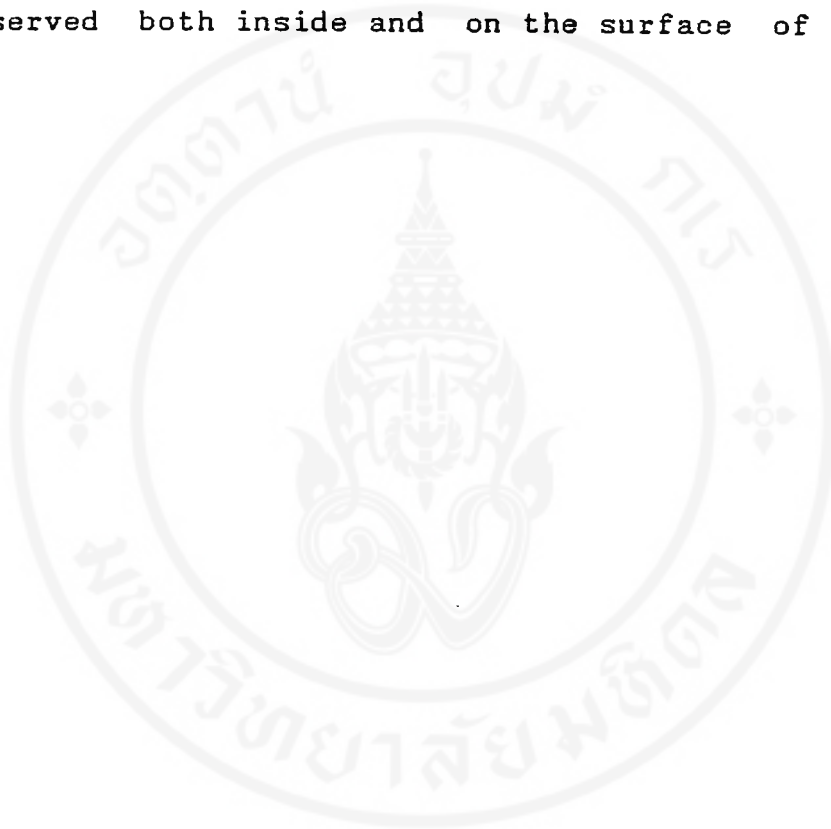 served both inside and on the surface of
อตฺตานํ อุปมํ กเร
มหาวิทยาลัยมหิดล